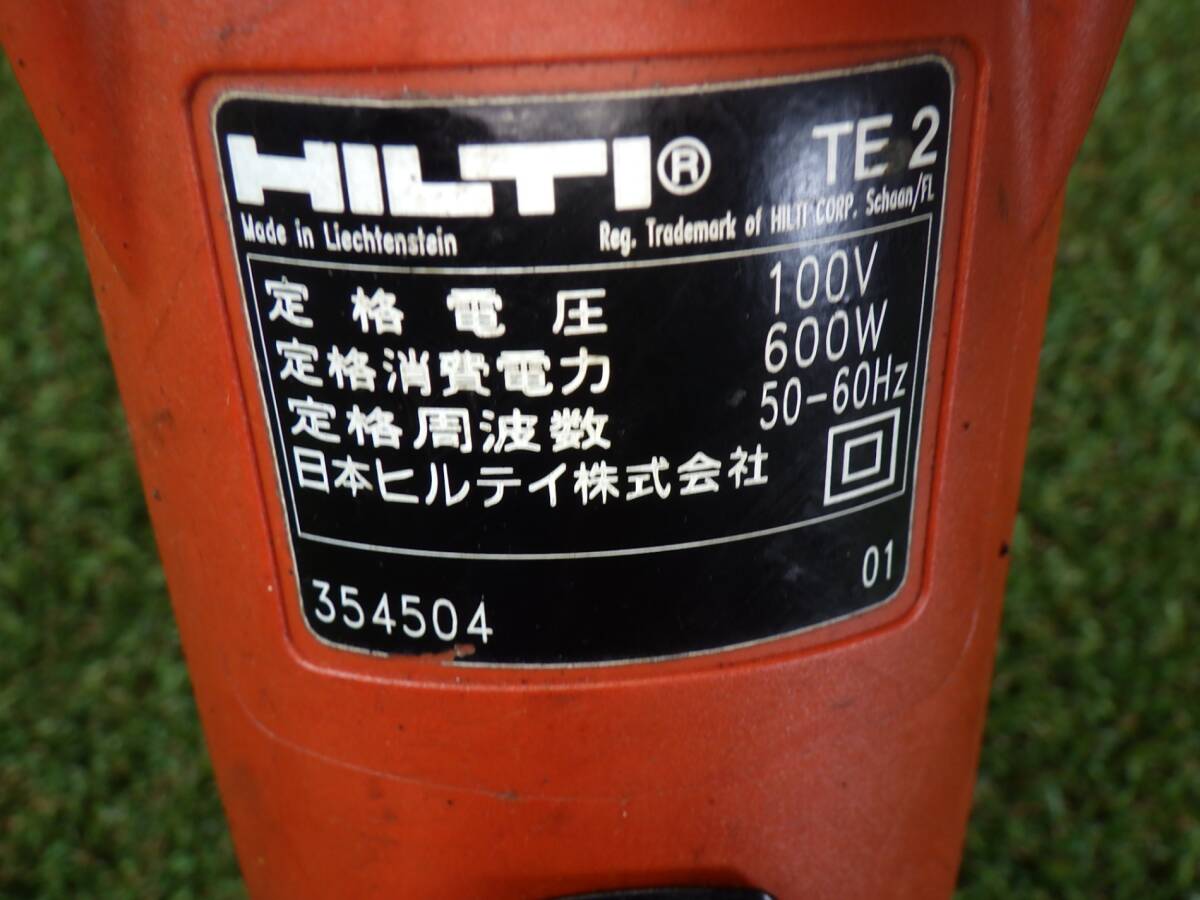 HILTI® TE 2
Made in Liechtenstein Reg. Trademark of HILTI CORP. Schaan/FL
定格電圧 100V
定格消費電力 600W
定格周波数 50-60Hz
日本ヒルテイ株式会社
354504 01